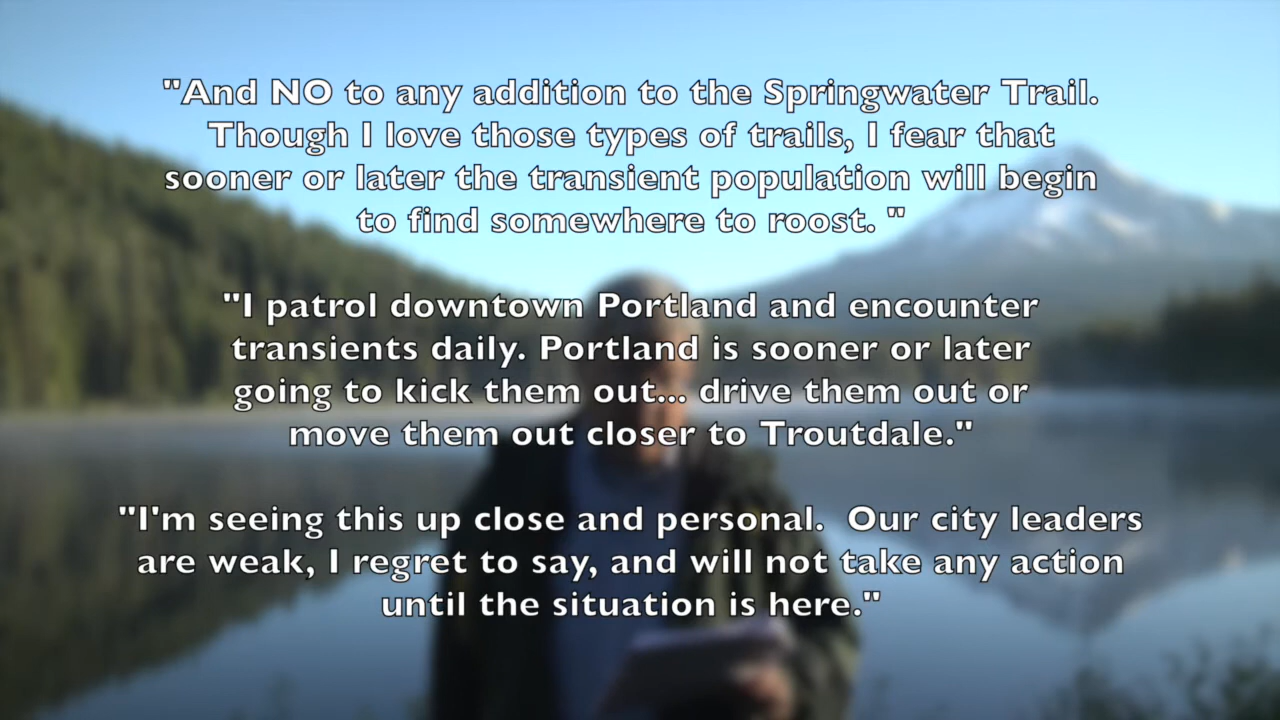 "And NO to any addition to the Springwater Trail.
Though I love those types of trails, I fear that
sooner or later the transient population will begin
to find somewhere to roost. "
"I patrol downtown Portland and encounter
transients daily. Portland is sooner or later
going to kick them out... drive them out or
move them out closer to Troutdale."
"I'm seeing this up close and personal.  Our city leaders
are weak, I regret to say, and will not take any action
until the situation is here."